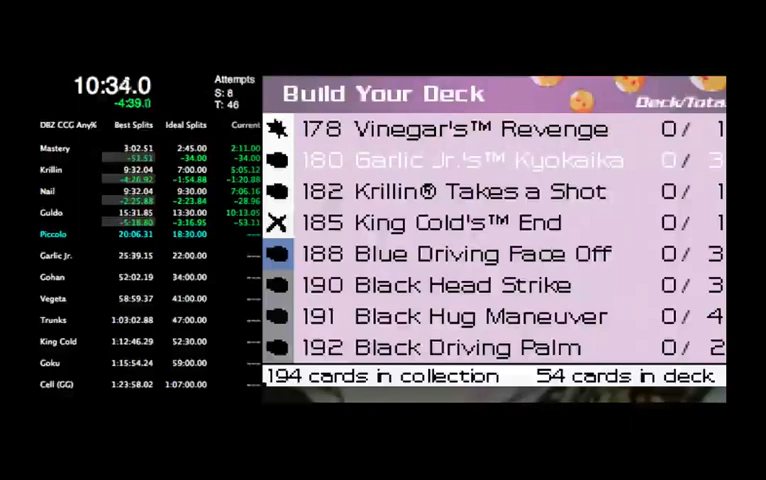 10:34.0
-4:39.0
Attempts
S: 8
T: 46
DBZ CCG Any% Best Splits Ideal Splits Current
Mastery 3:02.51 2:45.00 2:11.00
-53.51 -34.00 -34.00
Krillin 9:32.04 7:00.00 5:05.12
-4:26.92 -1:54.88 -1:20.88
Nail 9:32.04 9:30.00 7:06.16
-2:25.88 -2:23.84 -28.96
Guldo 15:31.85 13:30.00 10:13.05
-5:18.80 -3:16.95 -53.11
Piccolo 20:06.31 18:30.00 ---
Garlic Jr. 25:39.15 22:00.00 ---
Gohan 52:02.19 34:00.00 ---
Vegeta 58:59.37 41:00.00 ---
Trunks 1:03:02.88 47:00.00 ---
King Cold 1:12:46.29 52:30.00 ---
Goku 1:15:54.24 59:00.00 ---
Cell (GG) 1:23:58.02 1:07:00.00 ---
Build Your Deck Deck/Tota
178 Vinegar's™ Revenge 0/ 1
180 Garlic Jr.'s™ Kyokaika 0/ 3
182 Krillin® Takes a Shot 0/ 1
185 King Cold's™ End 0/ 1
188 Blue Driving Face Off 0/ 3
190 Black Head Strike 0/ 3
191 Black Hug Maneuver 0/ 4
192 Black Driving Palm 0/ 2
194 cards in collection 54 cards in deck